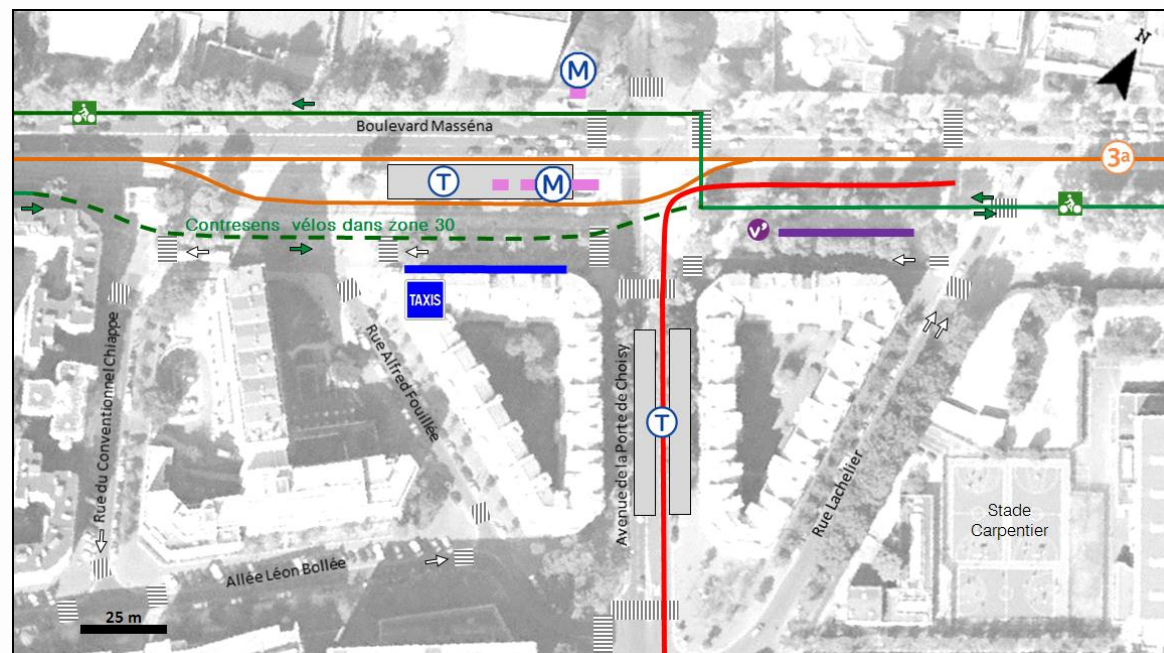 N
M
Boulevard Masséna
3a
T
M
Contresens vélos dans zone 30
V'
TAXIS
Rue du Conventionnel Chiappe
Rue Alfred Fouillée
Avenue de la Porte de Choisy
T
Rue Lachelier
Stade
Carpentier
Allée Léon Bollée
25 m